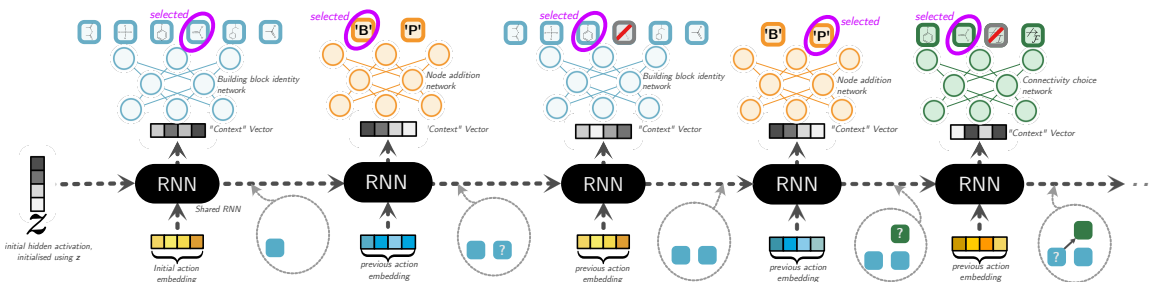 selected
selected
selected
selected
selected
'B' 'P'
'B' 'P'
Building block identity
network
Node addition
network
Building block identity
network
Node addition
network
Connectivity choice
network
"Context" Vector
'Context" Vector
"Context" Vector
"Context" Vector
"Context" Vector
RNN
RNN
RNN
RNN
RNN
Shared RNN
z
initial hidden activation,
initialised using z
?
?
?
Initial action
embedding
previous action
embedding
previous action
embedding
previous action
embedding
previous action
embedding